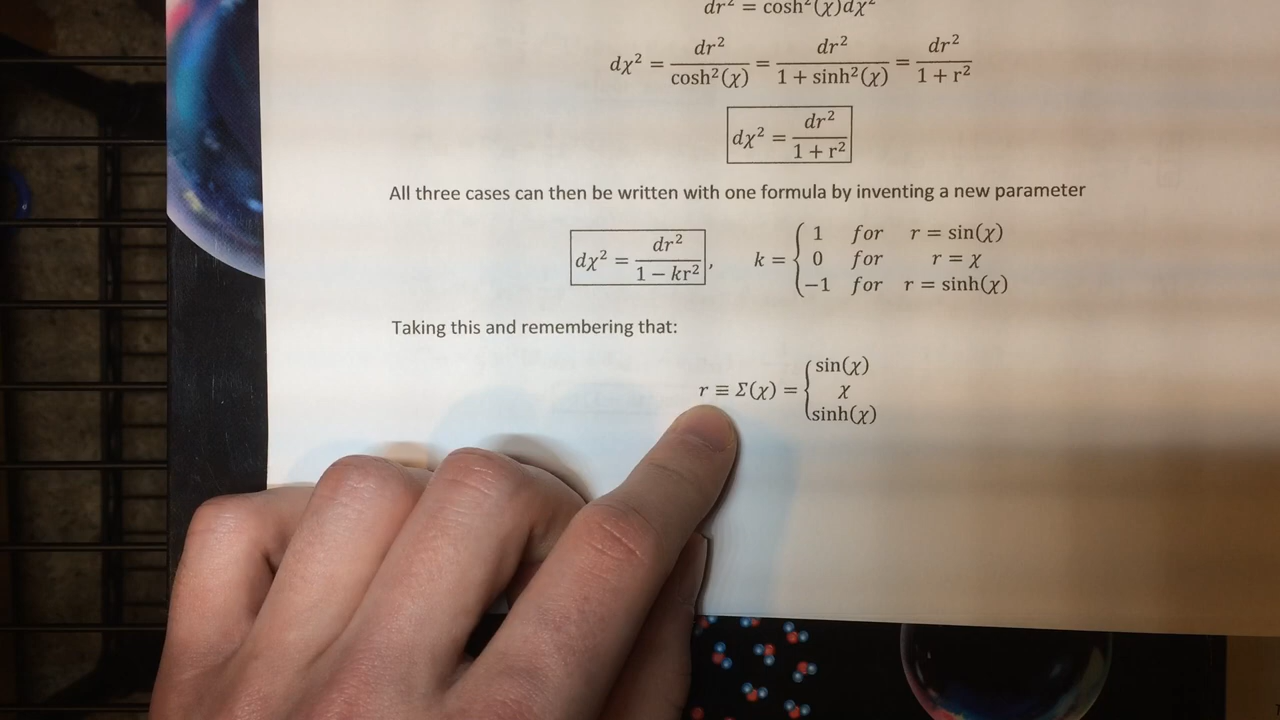 dr² = cosh²(χ)dχ²
dχ² = dr²/cosh²(χ) = dr²/(1 + sinh²(χ)) = dr²/(1 + r²)
dχ² = dr²/(1 + r²)
All three cases can then be written with one formula by inventing a new parameter
dχ² = dr²/(1 − kr²), k = { 1 for r = sin(χ)
0 for r = χ
−1 for r = sinh(χ)
Taking this and remembering that:
r ≡ Σ(χ) = { sin(χ)
χ
sinh(χ)